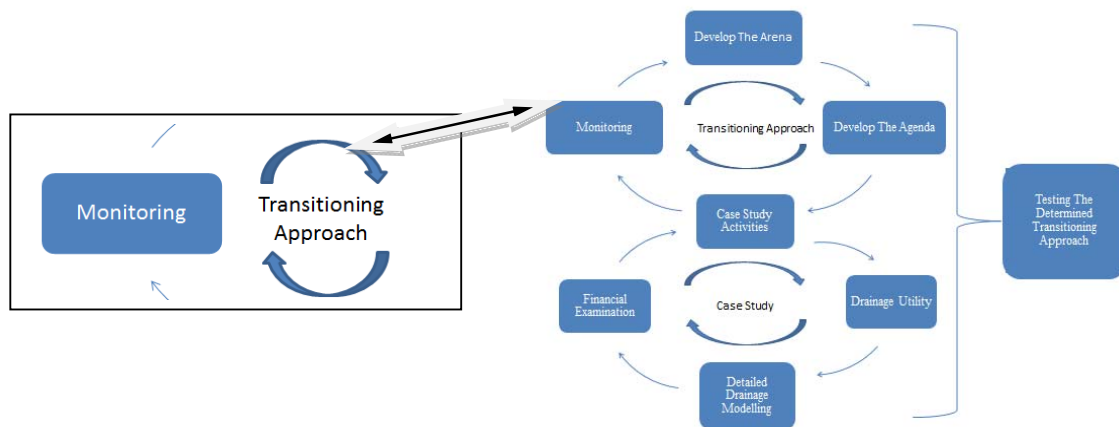 Monitoring
Transitioning
Approach
Develop The Arena
Monitoring
Transitioning Approach
Develop The Agenda
Case Study
Activities
Financial
Examination
Case Study
Drainage Utility
Detailed
Drainage
Modelling
Testing The
Determined
Transitioning
Approach